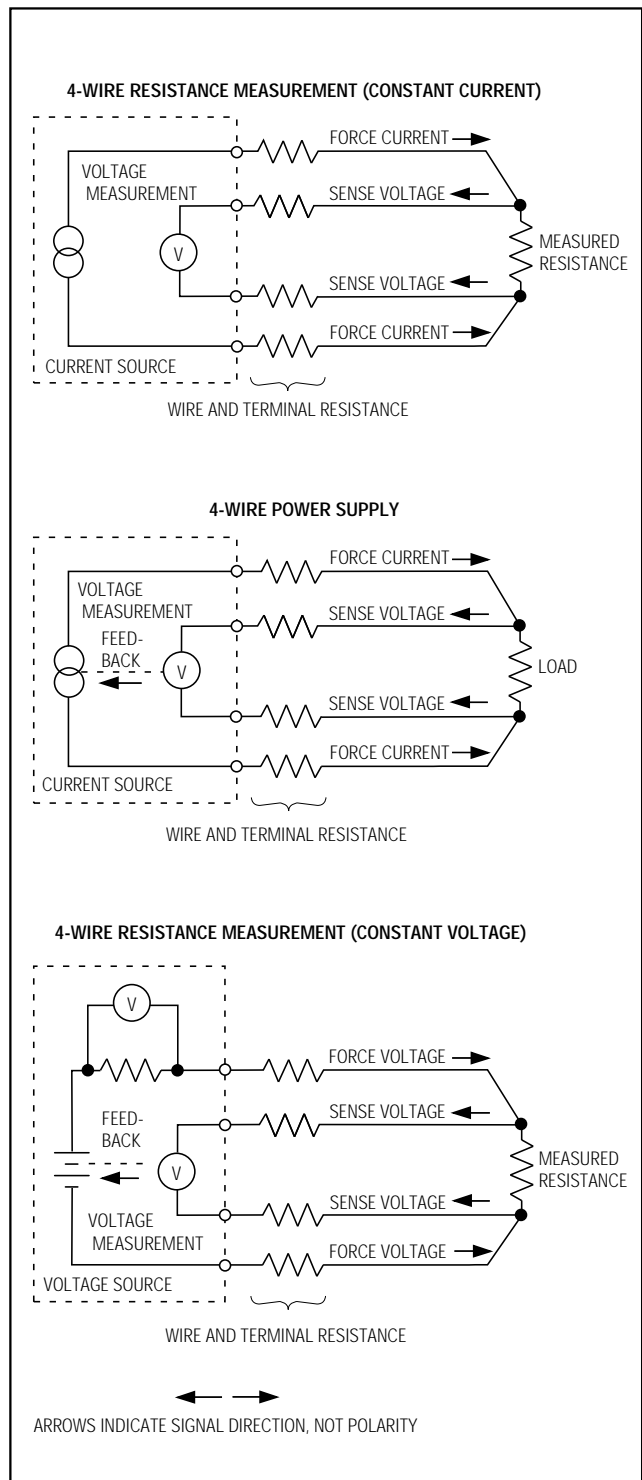 4-WIRE RESISTANCE MEASUREMENT (CONSTANT CURRENT)
FORCE CURRENT
VOLTAGE
MEASUREMENT
SENSE VOLTAGE
V
MEASURED
RESISTANCE
SENSE VOLTAGE
FORCE CURRENT
CURRENT SOURCE
WIRE AND TERMINAL RESISTANCE
4-WIRE POWER SUPPLY
FORCE CURRENT
VOLTAGE
MEASUREMENT
SENSE VOLTAGE
FEED-
BACK
V
LOAD
SENSE VOLTAGE
FORCE CURRENT
CURRENT SOURCE
WIRE AND TERMINAL RESISTANCE
4-WIRE RESISTANCE MEASUREMENT (CONSTANT VOLTAGE)
V
FORCE VOLTAGE
SENSE VOLTAGE
FEED-
BACK
V
MEASURED
RESISTANCE
SENSE VOLTAGE
VOLTAGE
MEASUREMENT
FORCE VOLTAGE
VOLTAGE SOURCE
WIRE AND TERMINAL RESISTANCE
ARROWS INDICATE SIGNAL DIRECTION, NOT POLARITY